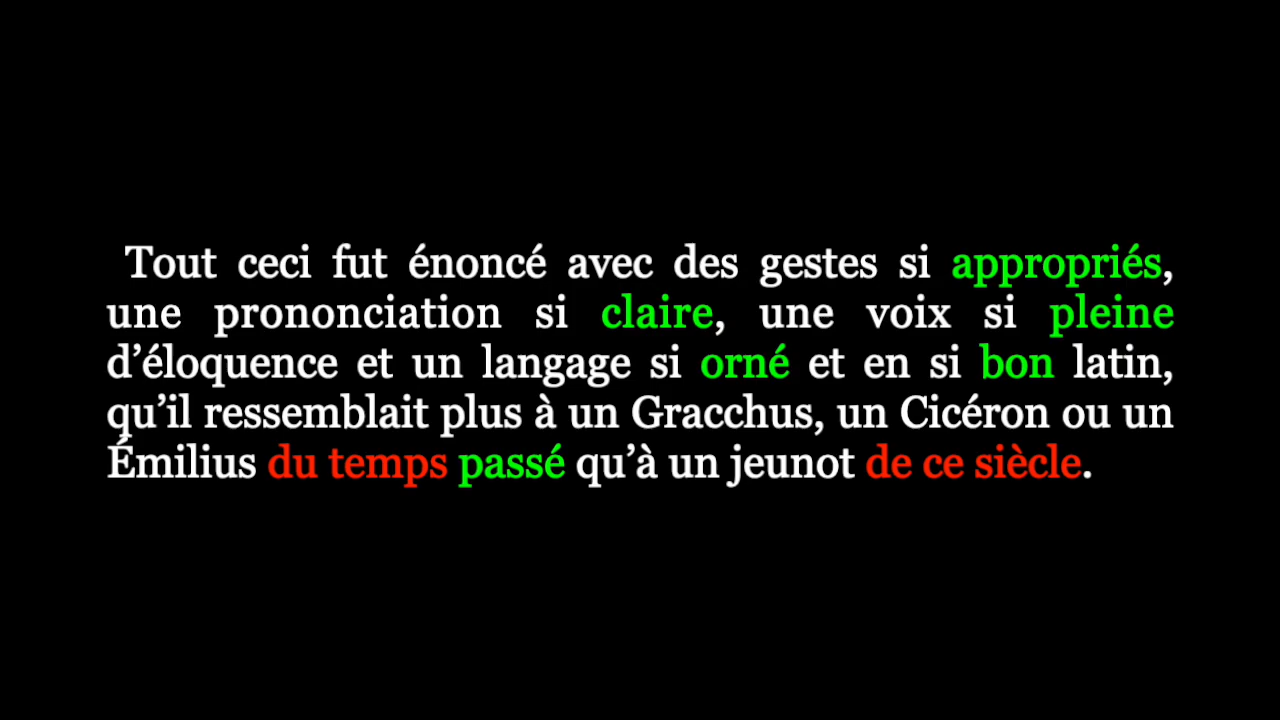 Tout ceci fut énoncé avec des gestes si appropriés,
une prononciation si claire, une voix si pleine
d’éloquence et un langage si orné et en si bon latin,
qu’il ressemblait plus à un Gracchus, un Cicéron ou un
Émilius du temps passé qu’à un jeunot de ce siècle.